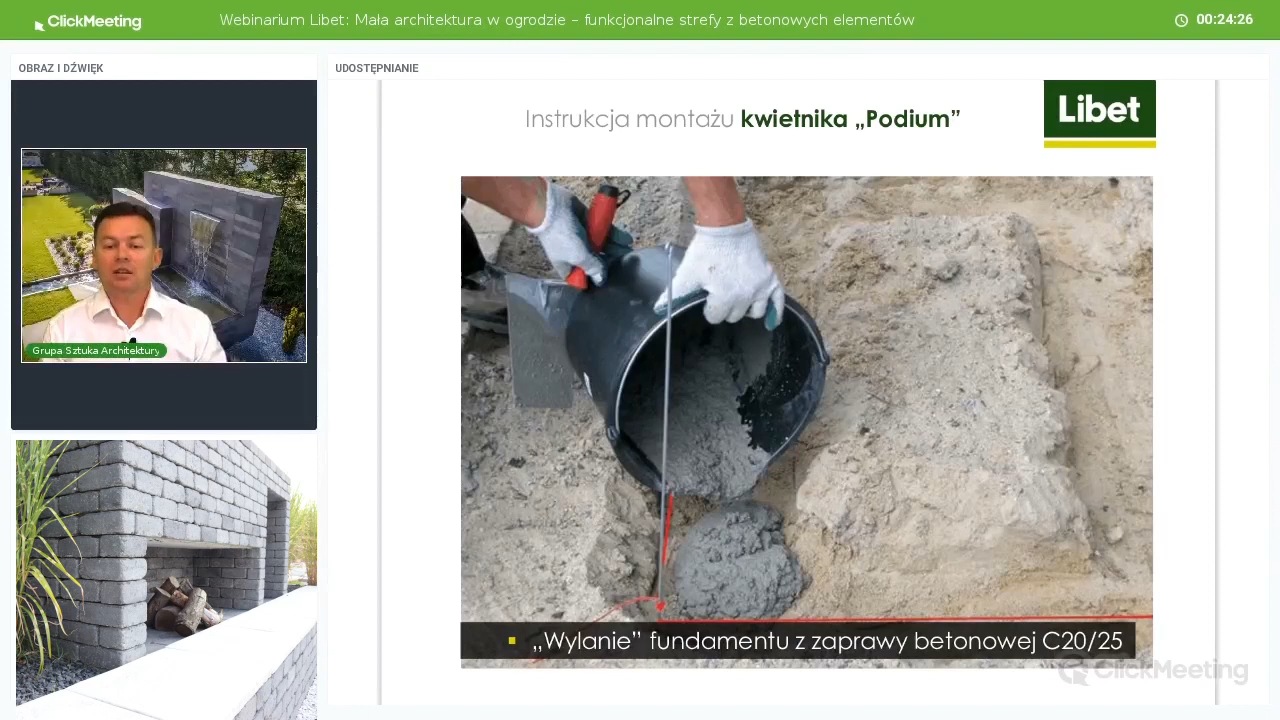 ClickMeeting
Webinarium Libet: Mała architektura w ogrodzie – funkcjonalne strefy z betonowych elementów
00:24:26
OBRAZ I DŹWIĘK
UDOSTĘPNIANIE
Instrukcja montażu kwietnika „Podium”
Libet
Grupa Sztuka Architektury
„Wylanie” fundamentu z zaprawy betonowej C20/25
ClickMeeting